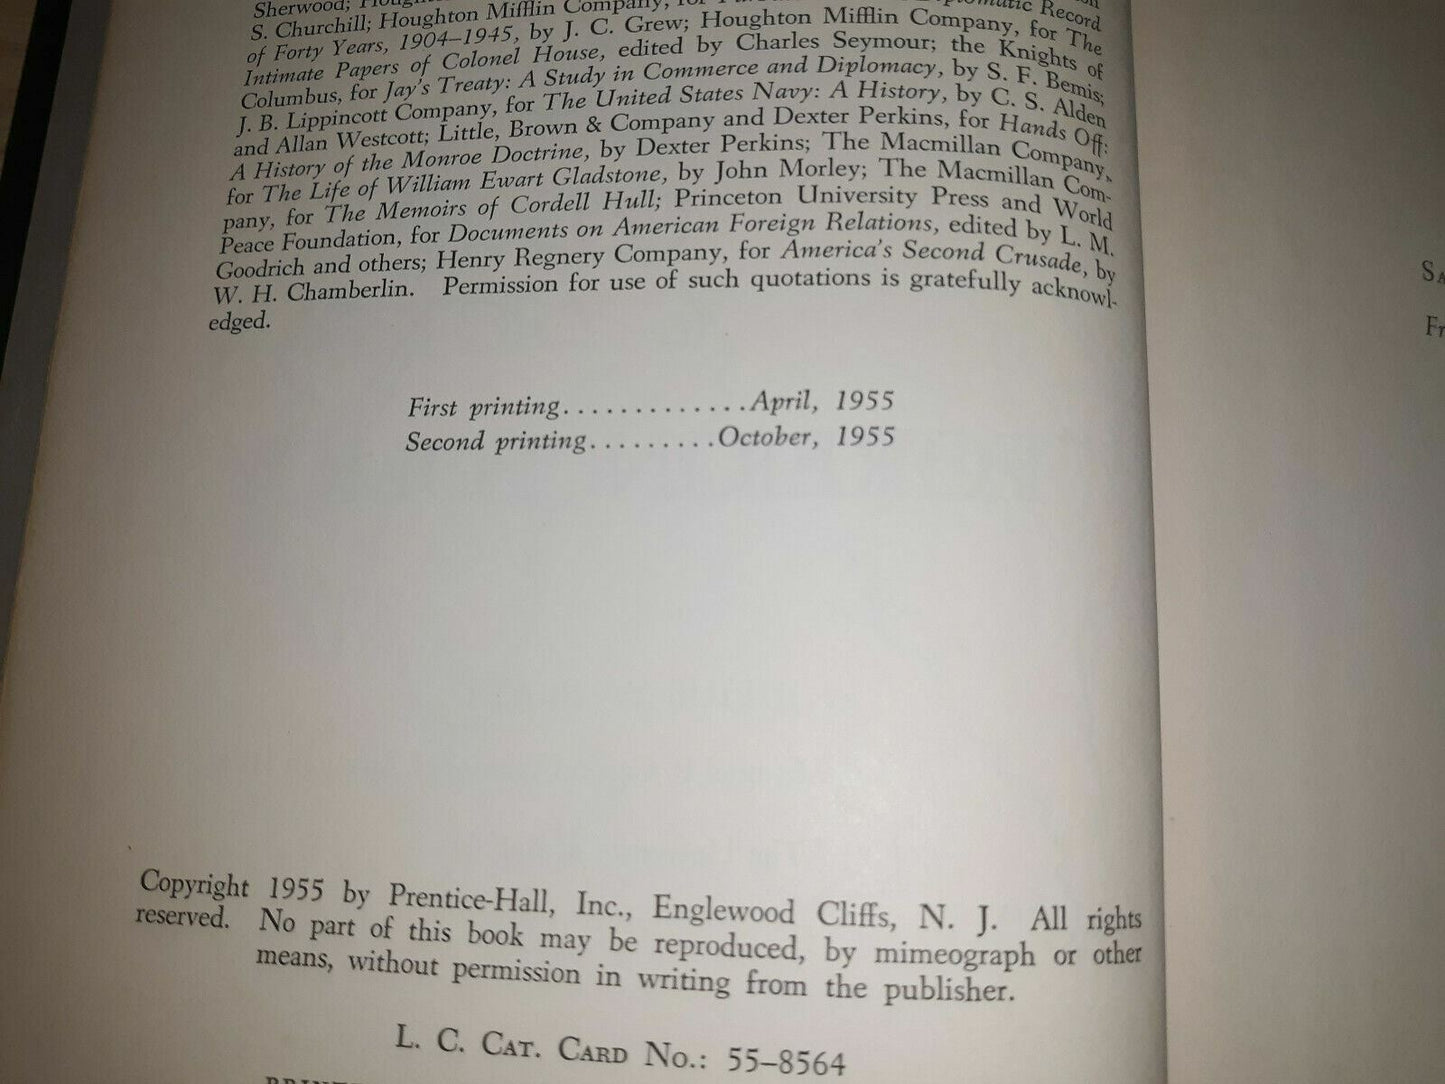 Sherwood;
S. Churchill; Houghton Mifflin Company, for
Diplomatic Record
of Forty Years, 1904–1945, by J. C. Grew; Houghton Mifflin Company, for The
Intimate Papers of Colonel House, edited by Charles Seymour; the Knights of
Columbus, for Jay's Treaty: A Study in Commerce and Diplomacy, by S. F. Bemis;
J. B. Lippincott Company, for The United States Navy: A History, by C. S. Alden
and Allan Westcott; Little, Brown & Company and Dexter Perkins, for Hands Off:
A History of the Monroe Doctrine, by Dexter Perkins; The Macmillan Company,
for The Life of William Ewart Gladstone, by John Morley; The Macmillan Com-
pany, for The Memoirs of Cordell Hull; Princeton University Press and World
Peace Foundation, for Documents on American Foreign Relations, edited by L. M.
Goodrich and others; Henry Regnery Company, for America's Second Crusade, by
W. H. Chamberlin. Permission for use of such quotations is gratefully acknowl-
edged.
First printing.............April, 1955
Second printing.........October, 1955
Copyright 1955 by Prentice-Hall, Inc., Englewood Cliffs, N. J. All rights
reserved. No part of this book may be reproduced, by mimeograph or other
means, without permission in writing from the publisher.
L. C. Cat. Card No.: 55–8564